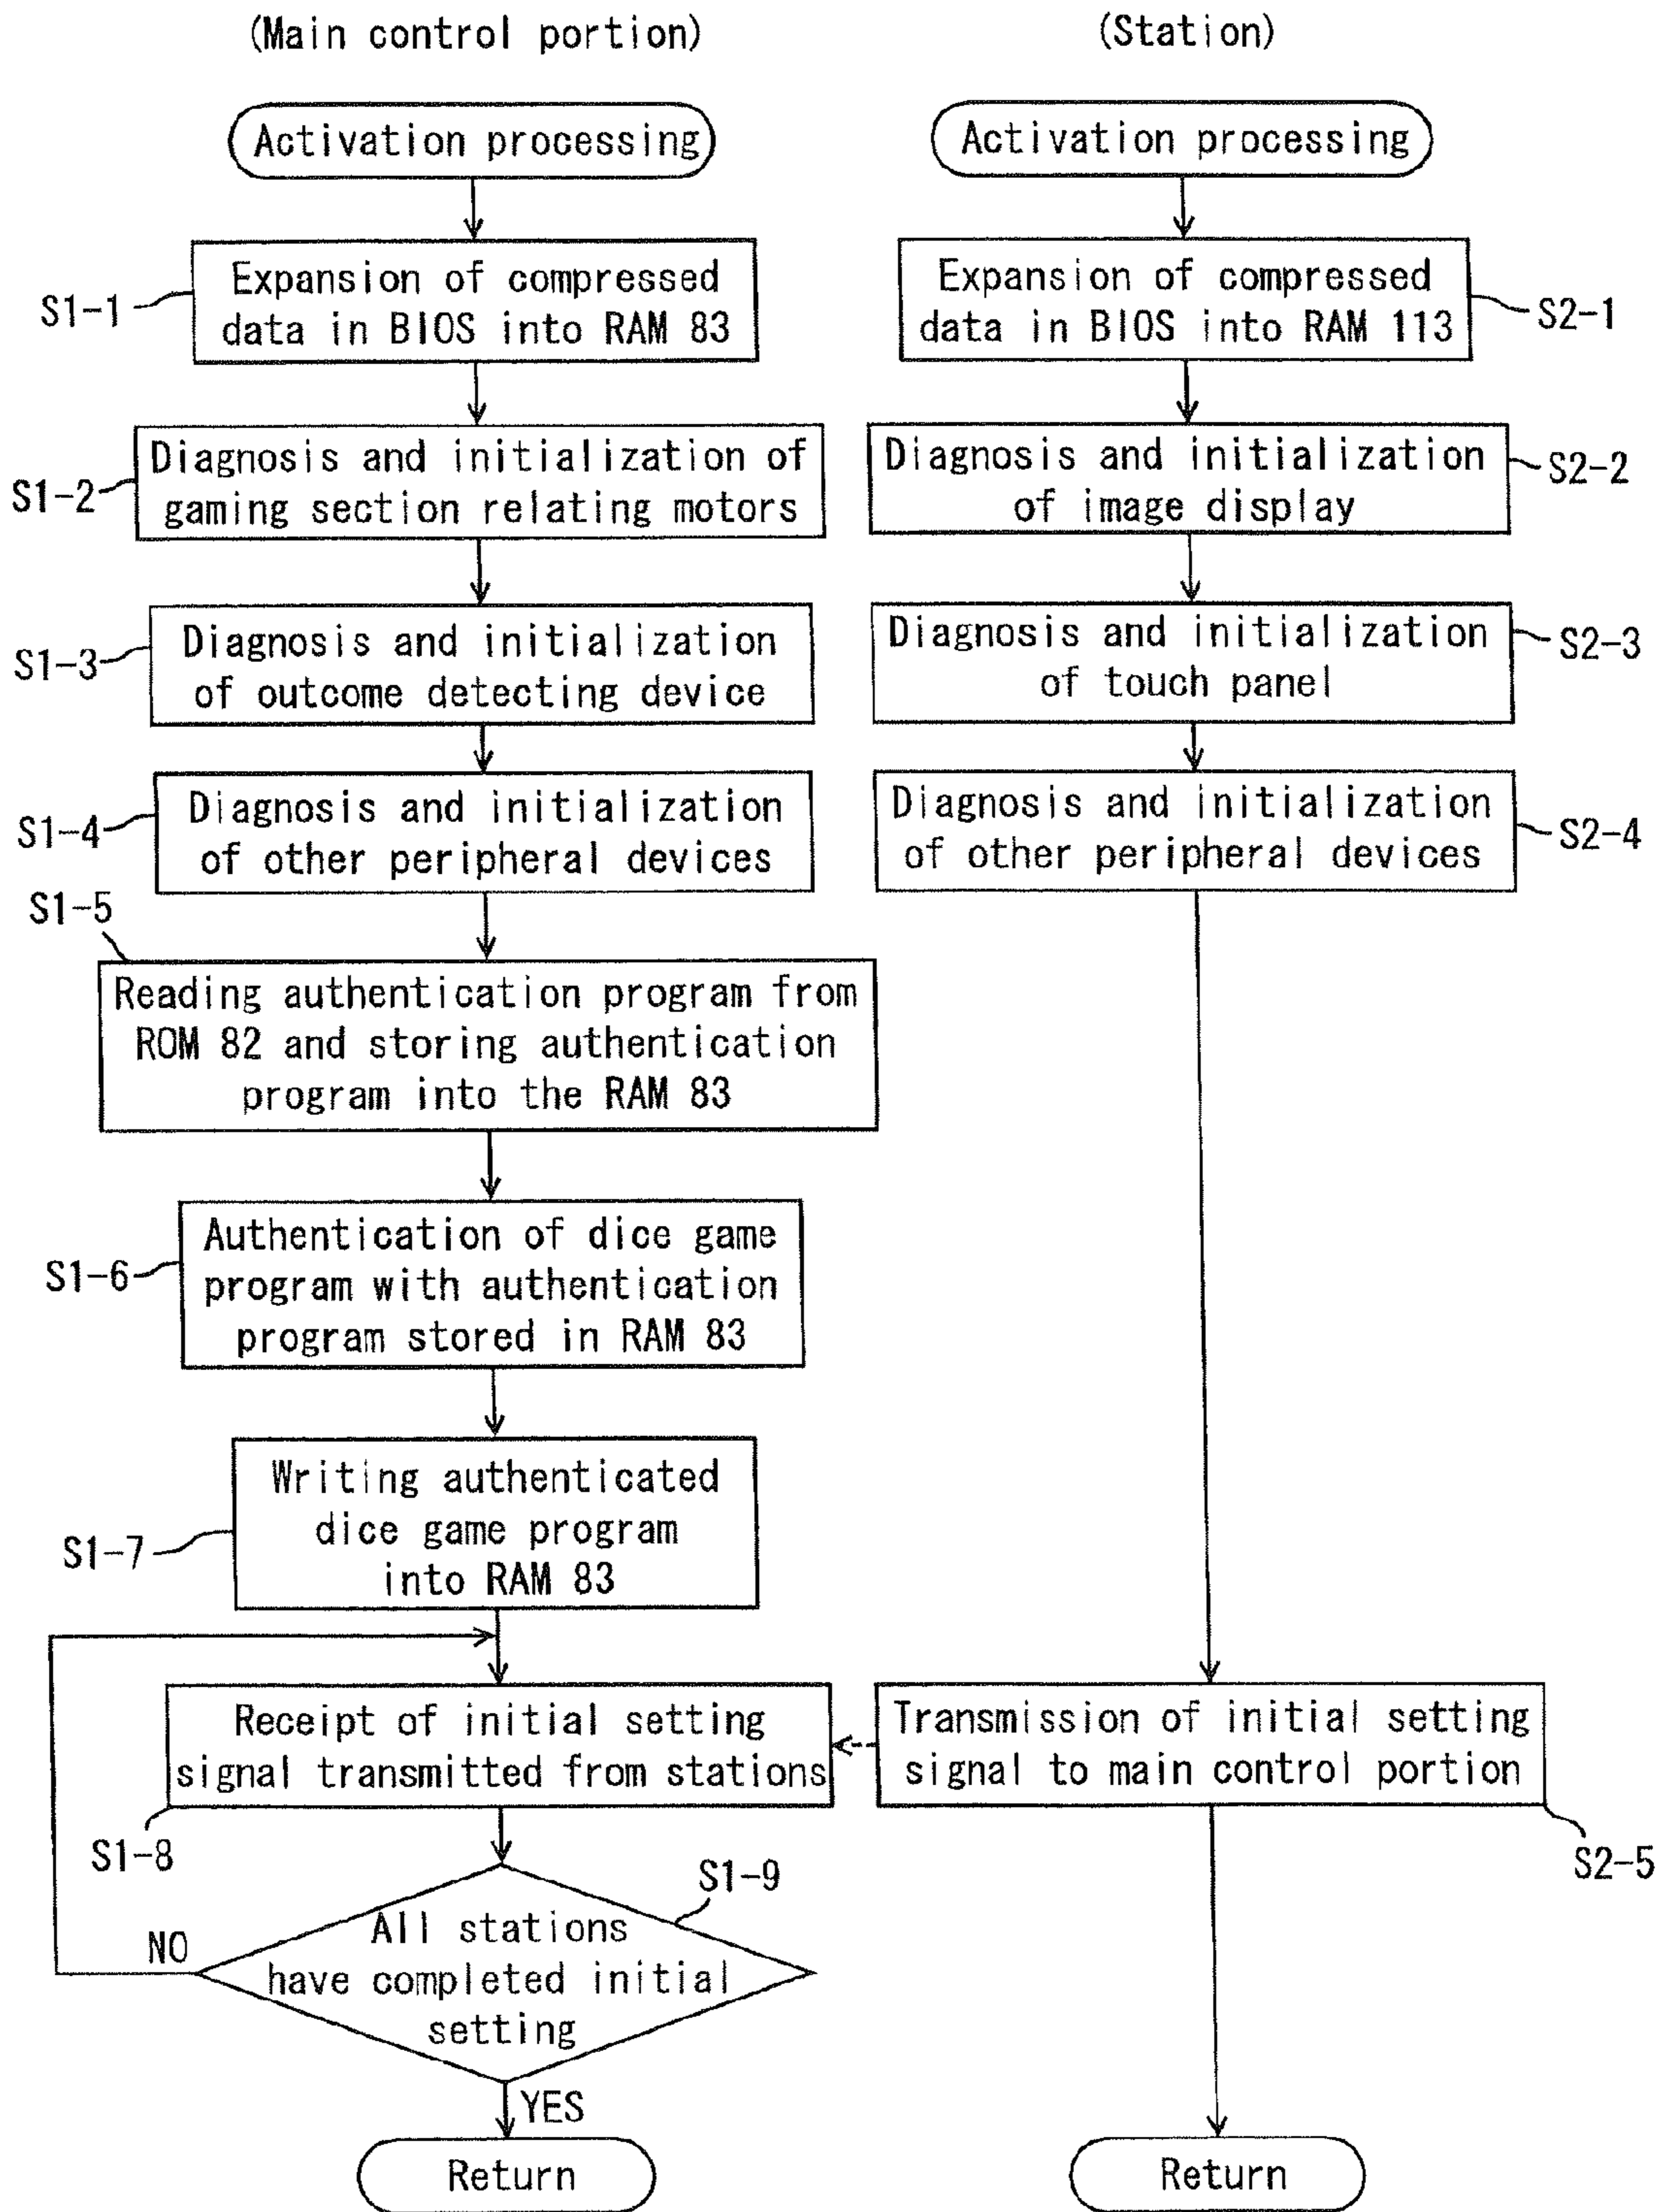 (Main control portion)
Activation processing
S1-1
Expansion of compressed
data in BIOS into RAM 83
S1-2
Diagnosis and initialization of
gaming section relating motors
S1-3
Diagnosis and initialization
of outcome detecting device
S1-4
Diagnosis and initialization
of other peripheral devices
S1-5
Reading authentication program from
ROM 82 and storing authentication
program into the RAM 83
S1-6
Authentication of dice game
program with authentication
program stored in RAM 83
S1-7
Writing authenticated
dice game program
into RAM 83
Receipt of initial setting
signal transmitted from stations
S1-8
S1-9
All stations
have completed initial
setting
NO
YES
Return
(Station)
Activation processing
Expansion of compressed
data in BIOS into RAM 113
S2-1
Diagnosis and initialization
of image display
S2-2
Diagnosis and initialization
of touch panel
S2-3
Diagnosis and initialization
of other peripheral devices
S2-4
Transmission of initial setting
signal to main control portion
S2-5
Return